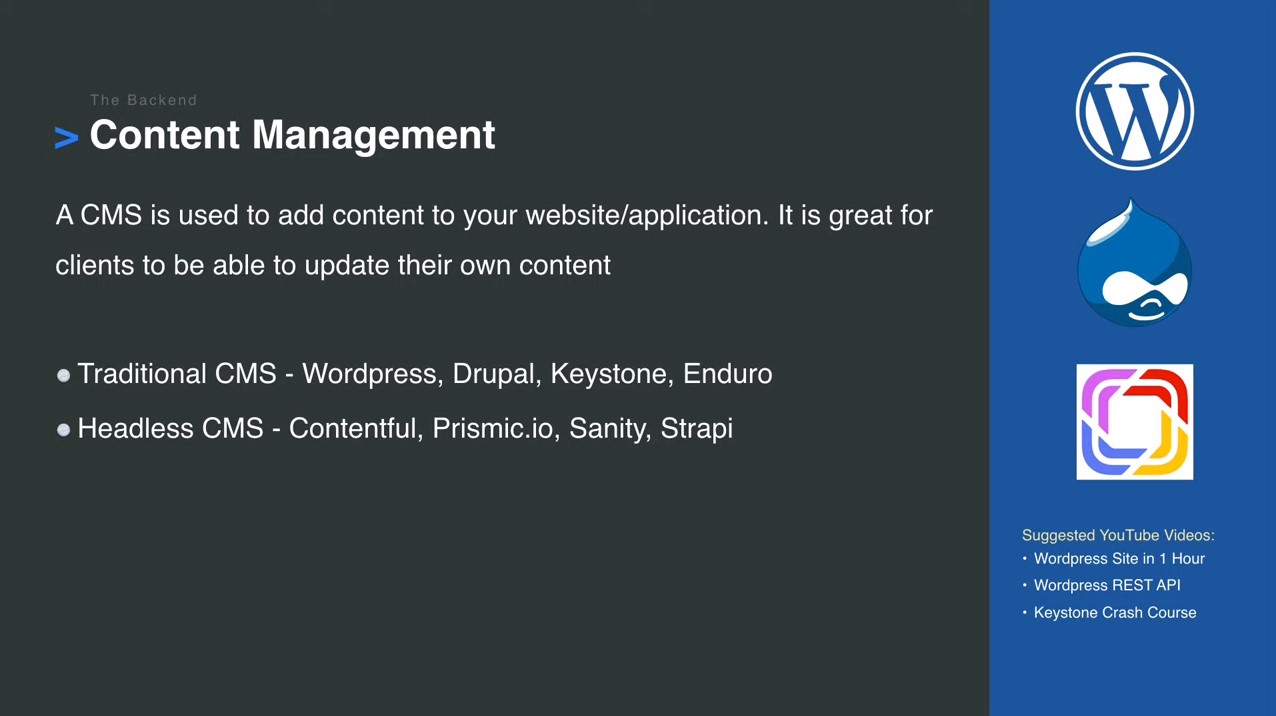 The Backend
> Content Management
A CMS is used to add content to your website/application. It is great for
clients to be able to update their own content
Traditional CMS - Wordpress, Drupal, Keystone, Enduro
Headless CMS - Contentful, Prismic.io, Sanity, Strapi
W
Suggested YouTube Videos:
• Wordpress Site in 1 Hour
• Wordpress REST API
• Keystone Crash Course